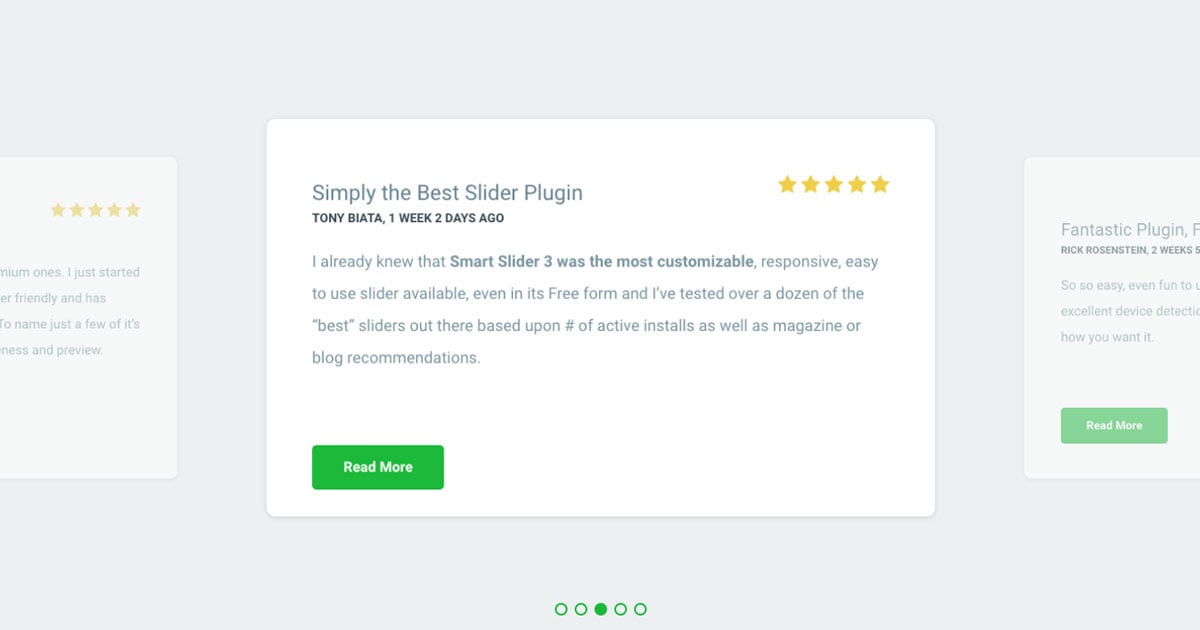 mium ones. I just started
er friendly and has
To name just a few of it's
eness and preview.
Simply the Best Slider Plugin
TONY BIATA, 1 WEEK 2 DAYS AGO
I already knew that Smart Slider 3 was the most customizable, responsive, easy
to use slider available, even in its Free form and I’ve tested over a dozen of the
“best” sliders out there based upon # of active installs as well as magazine or
blog recommendations.
Read More
Fantastic Plugin, F
RICK ROSENSTEIN, 2 WEEKS 5
So so easy, even fun to u
excellent device detectio
how you want it.
Read More